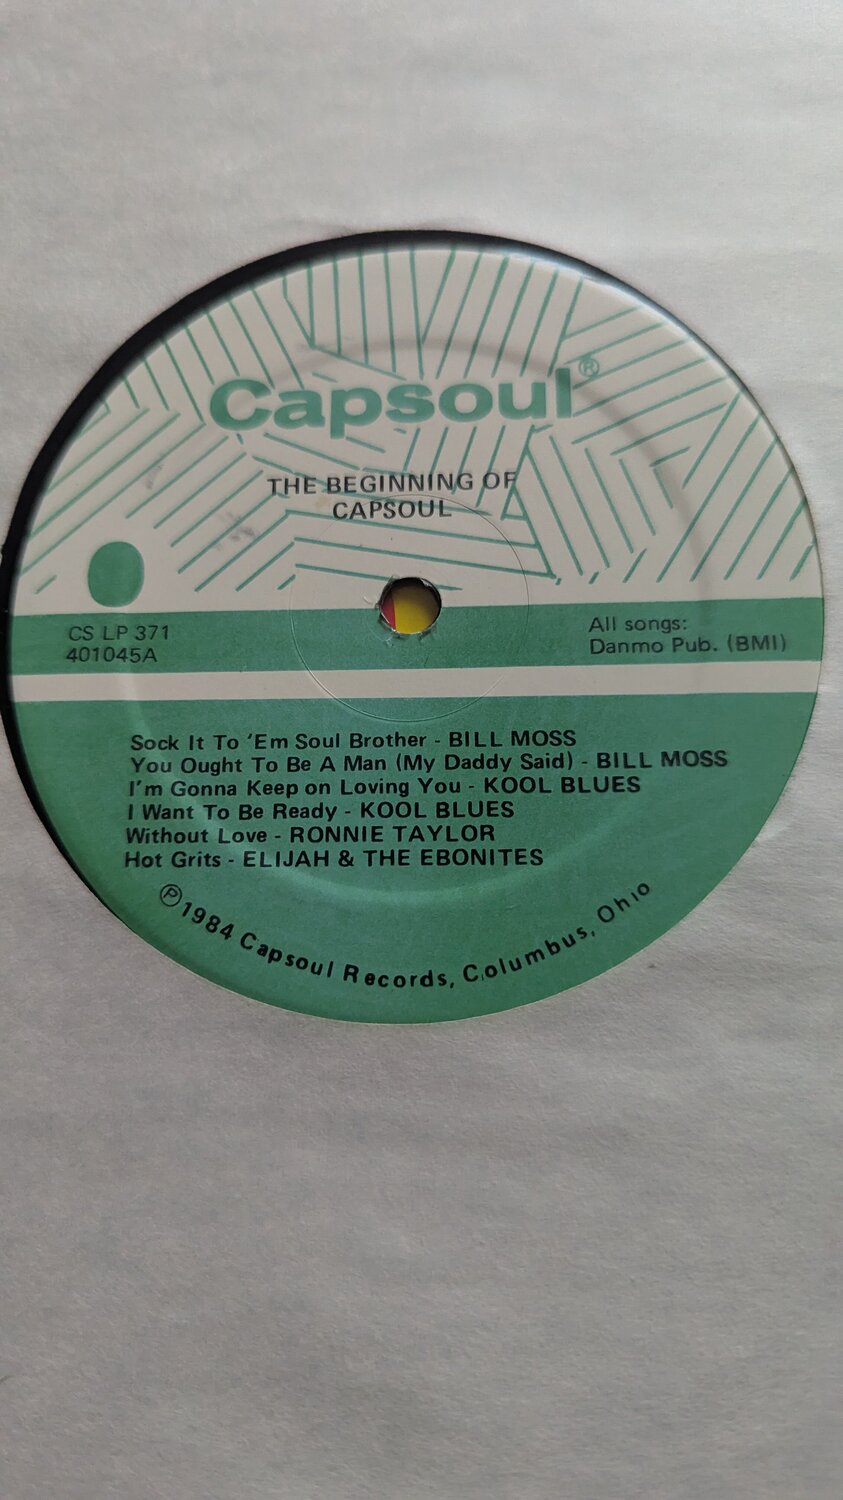 Capsoul®
THE BEGINNING OF
CAPSOUL
CS LP 371
401045A
All songs:
Danmo Pub. (BMI)
Sock It To 'Em Soul Brother - BILL MOSS
You Ought To Be A Man (My Daddy Said) - BILL MOSS
I'm Gonna Keep on Loving You - KOOL BLUES
I Want To Be Ready - KOOL BLUES
Without Love - RONNIE TAYLOR
Hot Grits - ELIJAH & THE EBONITES
℗1984 Capsoul Records, Columbus, Ohio